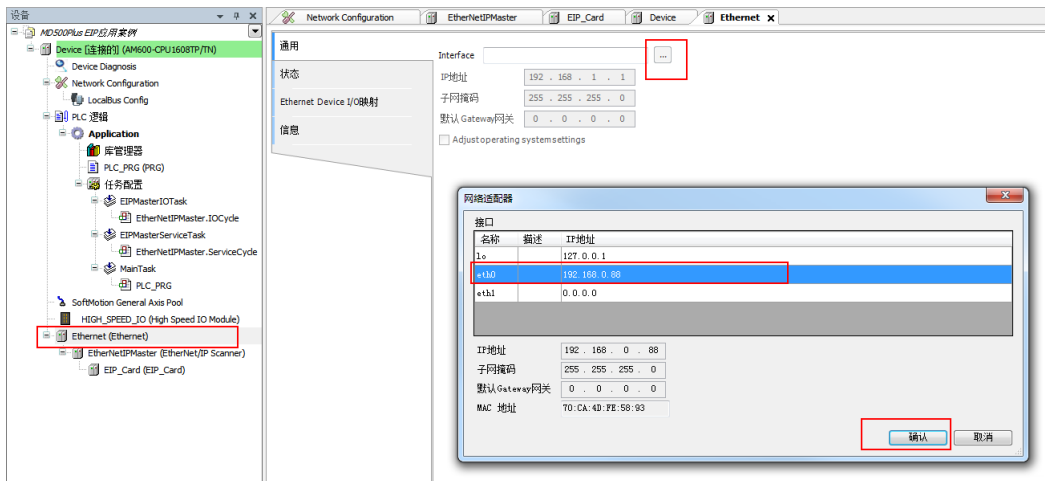 设备
MD500Plus EIP应用案例
Device [连接的] (AM600-CPU1608TP/TN)
Device Diagnosis
Network Configuration
LocalBus Config
PLC 逻辑
Application
库管理器
PLC_PRG (PRG)
任务配置
EIPMasterIOTask
EtherNetIPMaster.IOCycle
EIPMasterServiceTask
EtherNetIPMaster.ServiceCycle
MainTask
PLC_PRG
SoftMotion General Axis Pool
HIGH_SPEED_IO (High Speed IO Module)
Ethernet (Ethernet)
EtherNetIPMaster (EtherNet/IP Scanner)
EIP_Card (EIP_Card)
Network Configuration EtherNetIPMaster EIP_Card Device Ethernet
通用
状态
Ethernet Device I/O映射
信息
Interface ...
IP地址 192 . 168 . 1 . 1
子网掩码 255 . 255 . 255 . 0
默认Gateway网关 0 . 0 . 0 . 0
Adjust operating system settings
网络适配器
接口
名称 描述 IP地址
lo 127.0.0.1
eth0 192.168.0.88
eth1 0.0.0.0
IP地址 192 . 168 . 0 . 88
子网掩码 255 . 255 . 255 . 0
默认Gateway网关 0 . 0 . 0 . 0
MAC 地址 70:CA:4D:FE:58:93
确认 取消